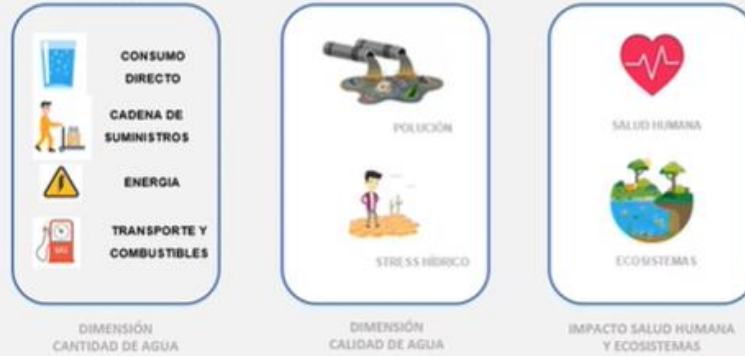 CONSUMO
DIRECTO
CADENA DE
SUMINISTROS
ENERGIA
TRANSPORTE Y
COMBUSTIBLES
GAS
DIMENSIÓN
CANTIDAD DE AGUA
POLUCIÓN
STRESS HÍDRICO
DIMENSIÓN
CALIDAD DE AGUA
SALUD HUMANA
ECOSISTEMAS
IMPACTO SALUD HUMANA
Y ECOSISTEMAS